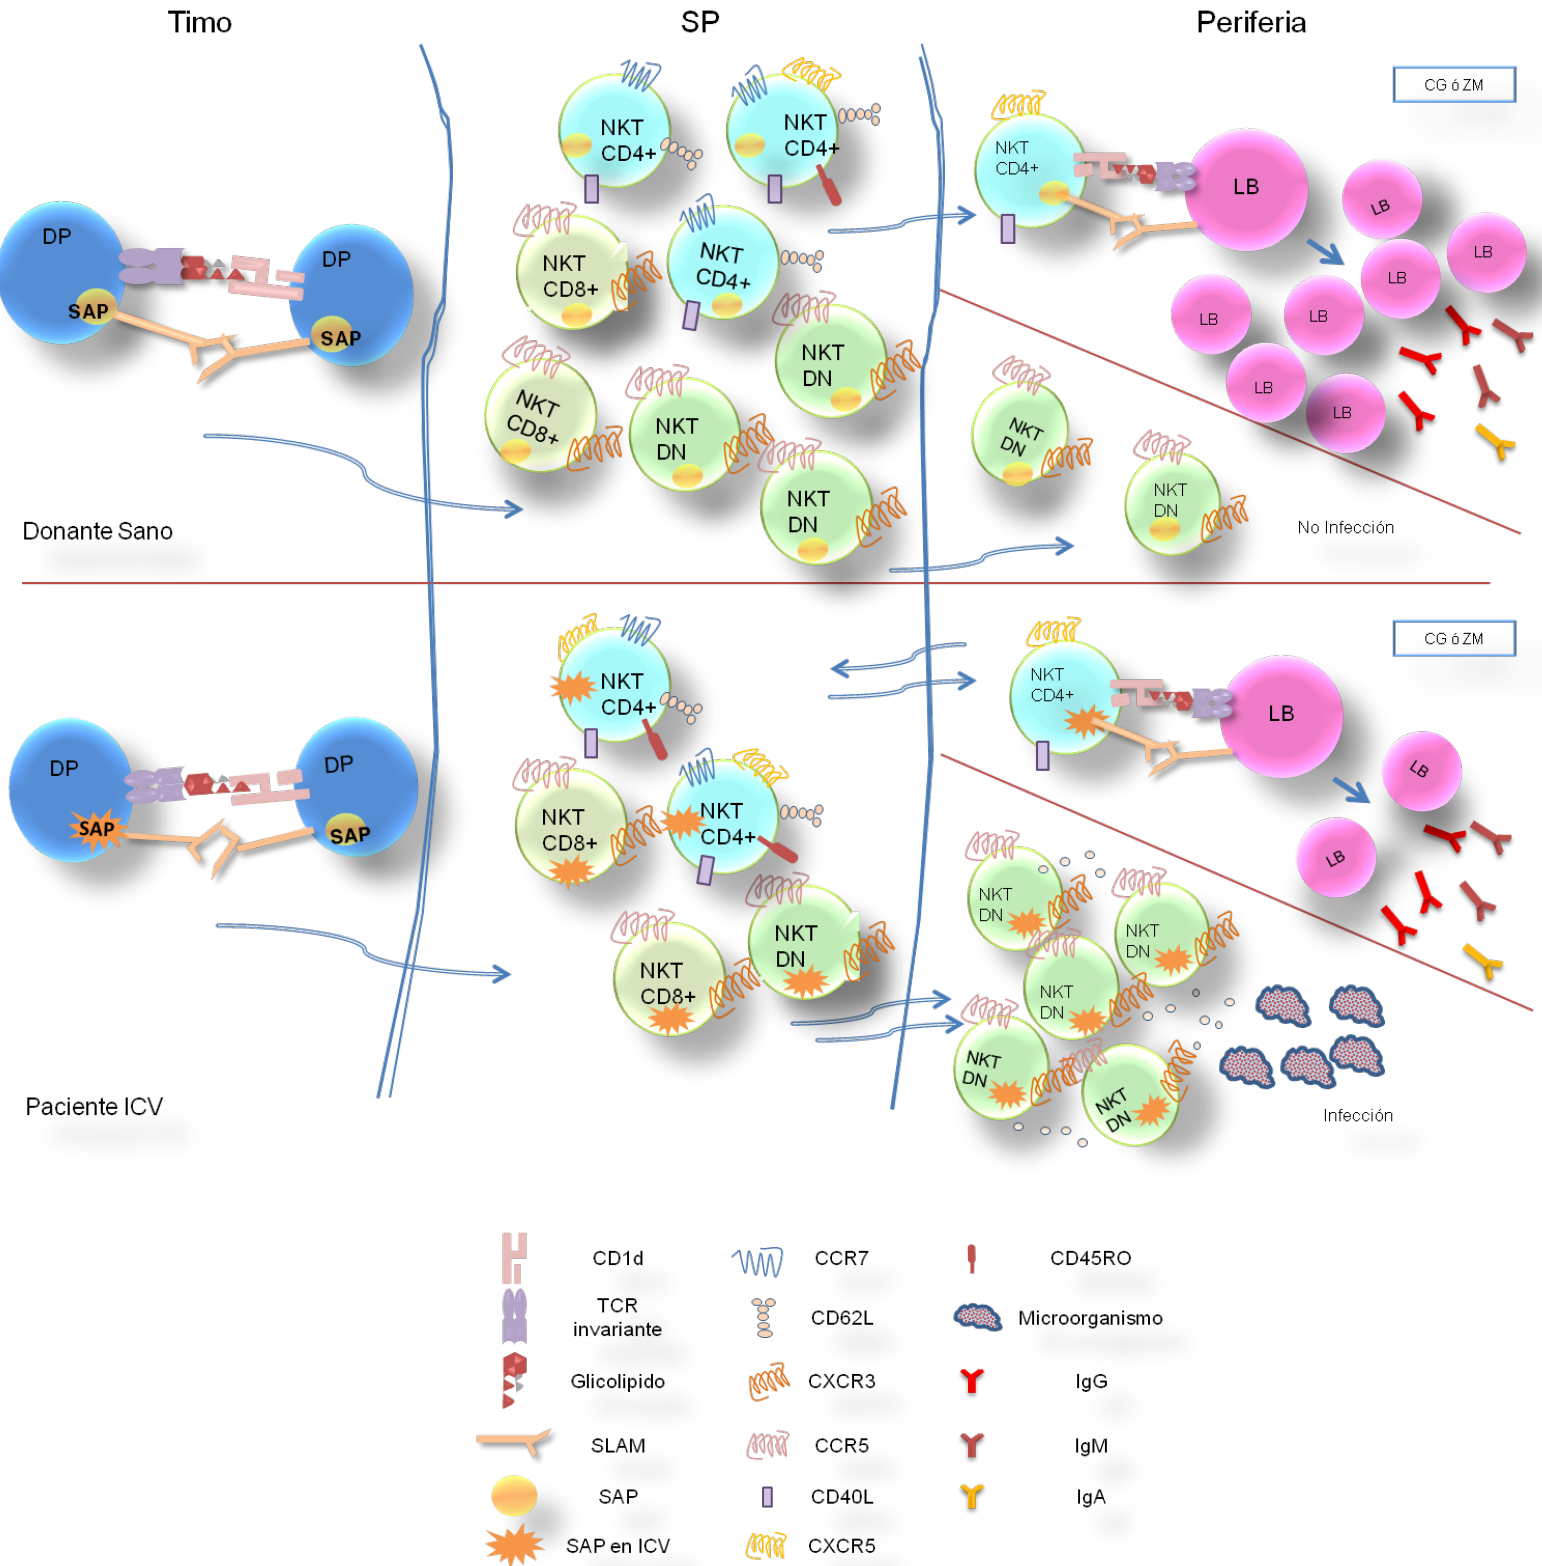 Timo
SP
Periferia
CG ó ZM
NKT
CD4+
NKT
CD4+
NKT
CD4+
LB
LB
LB
LB
LB
LB
LB
LB
DP
DP
SAP
SAP
NKT
CD8+
NKT
CD4+
NKT
DN
NKT
CD8+
NKT
DN
NKT
DN
NKT
DN
NKT
DN
No Infección
Donante Sano
CG ó ZM
NKT
CD4+
NKT
CD4+
LB
LB
LB
DP
DP
SAP
SAP
NKT
CD8+
NKT
CD4+
NKT
DN
NKT
CD8+
NKT
DN
NKT
DN
NKT
DN
NKT
DN
NKT
DN
Infección
Paciente ICV
CD1d
CCR7
CD45RO
TCR
invariante
CD62L
Microorganismo
Glicolipido
CXCR3
IgG
SLAM
CCR5
IgM
SAP
CD40L
IgA
SAP en ICV
CXCR5